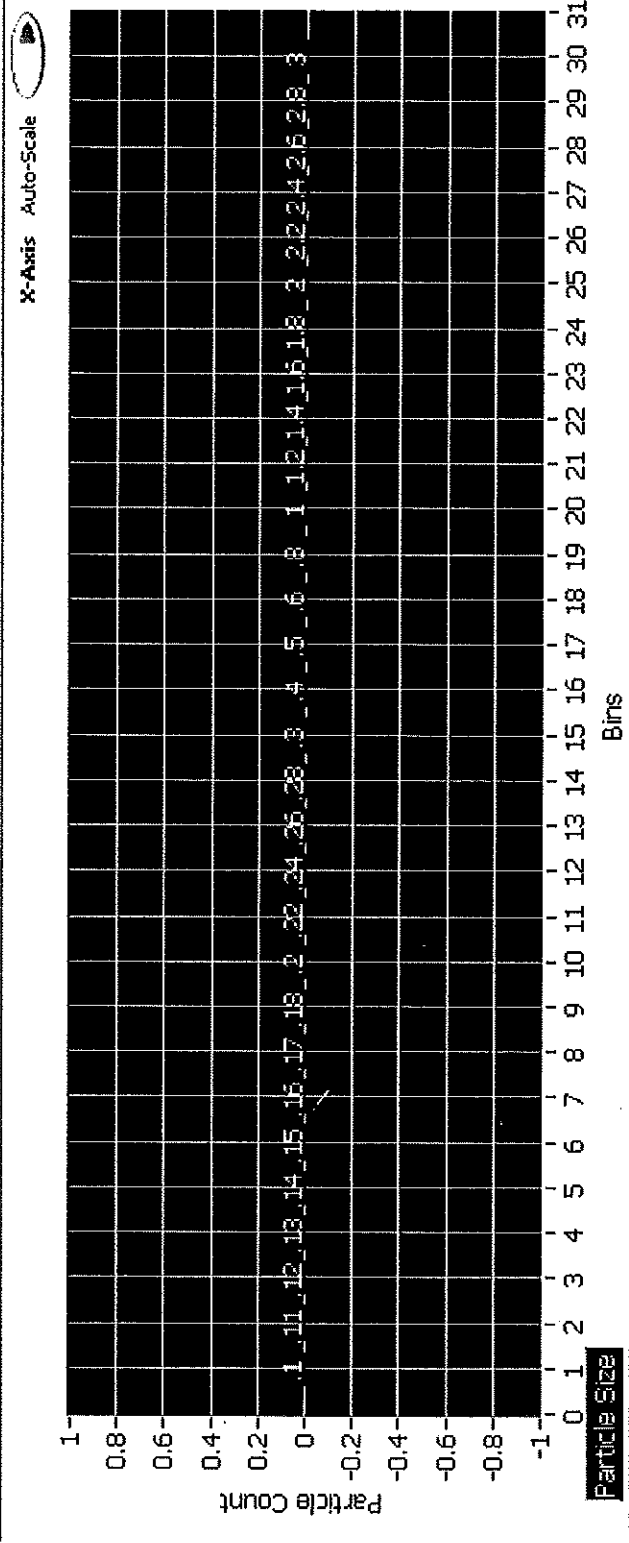 X-Axis Auto-Scale
1
0.8
0.6
0.4
0.2
0
-0.2
-0.4
-0.6
-0.8
-1
Particle Count
.1 .11 .12 .13 .14 .15 .16 .17 .18 .2 .22 .24 .26 .28 .3 .4 .5 .6 .8 1 1.2 1.4 1.6 1.8 2 2.2 2.4 2.6 2.8 3
0 1 2 3 4 5 6 7 8 9 10 11 12 13 14 15 16 17 18 19 20 21 22 23 24 25 26 27 28 29 30 31
Bins
Particle Size